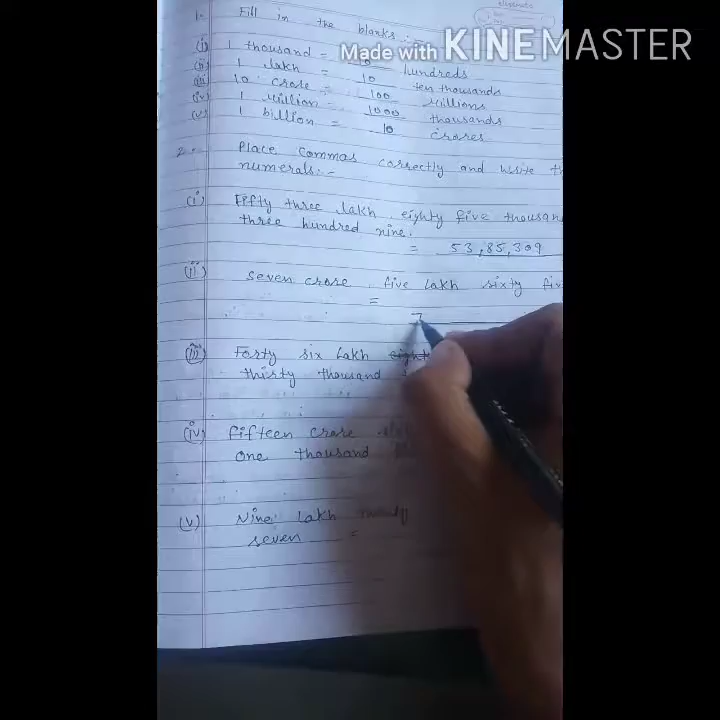 Made with KINEMASTER
1. Fill in the blanks:-
(i) 1 thousand = 10 hundreds
(ii) 1 lakh = 10 ten thousands
(iii) 10 crore = 100 millions
(iv) 1 Million = 1000 thousands
(v) 1 billion = crores
2. Place commas correctly and write
numerals:-
(i) Fifty three lakh eighty five
three hundred nine.
= 53,85,309
(ii) Seven crore five lakh sixty
=
7
(iii) Forty six lakh
thirty thousand
(iv) Fifteen crore
one thousand
(v) Nine lakh
seven =